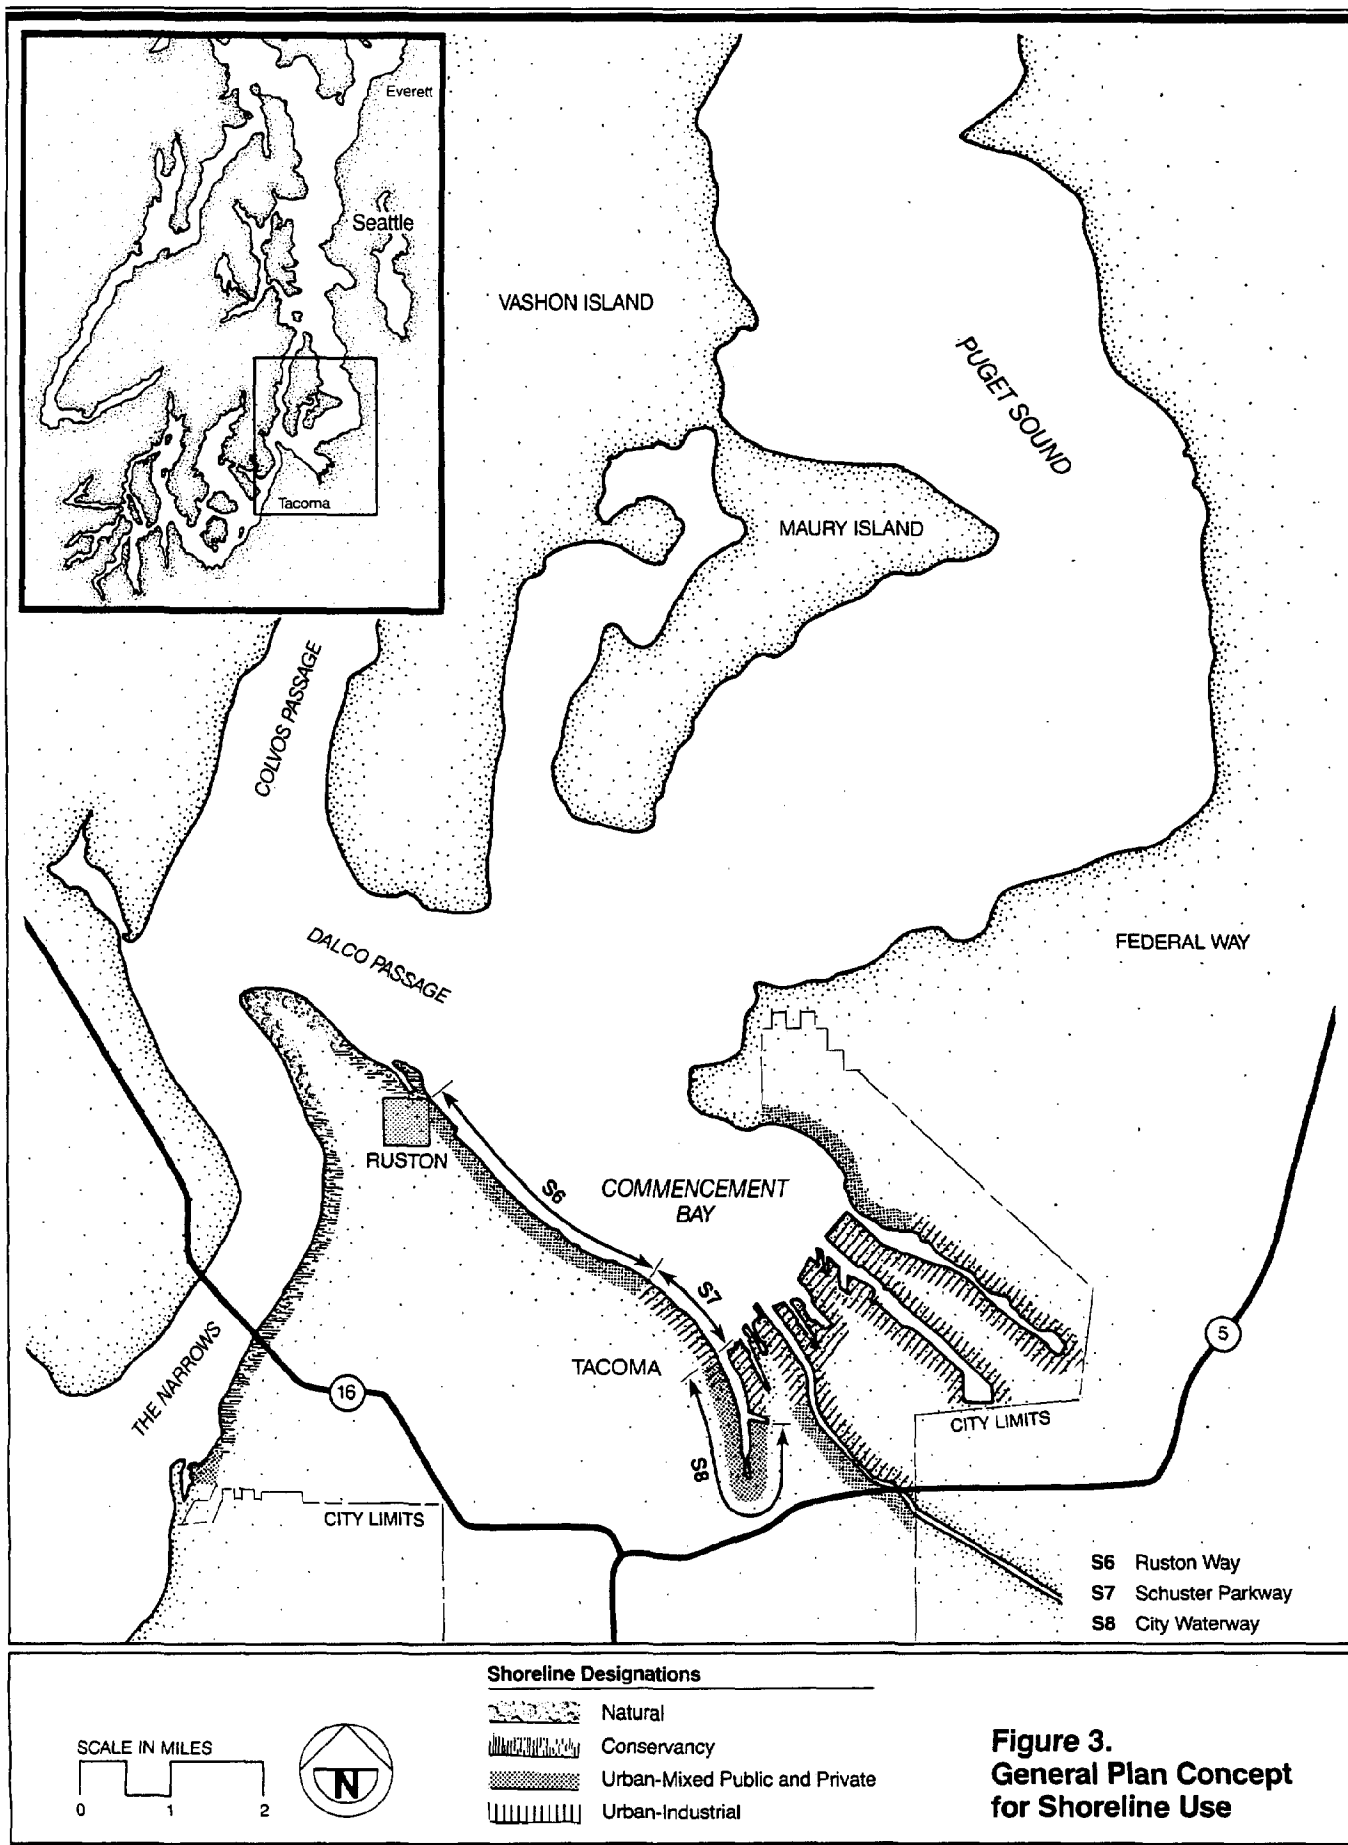 Everett
Seattle
Tacoma
VASHON ISLAND
PUGET SOUND
MAURY ISLAND
COLVOS PASSAGE
DALCO PASSAGE
FEDERAL WAY
RUSTON
S6
COMMENCEMENT
BAY
S7
THE NARROWS
16
TACOMA
5
CITY LIMITS
S8
CITY LIMITS
S6 Ruston Way
S7 Schuster Parkway
S8 City Waterway
Shoreline Designations
Natural
Conservancy
Urban-Mixed Public and Private
Urban-Industrial
SCALE IN MILES
0 1 2
N
Figure 3.
General Plan Concept
for Shoreline Use